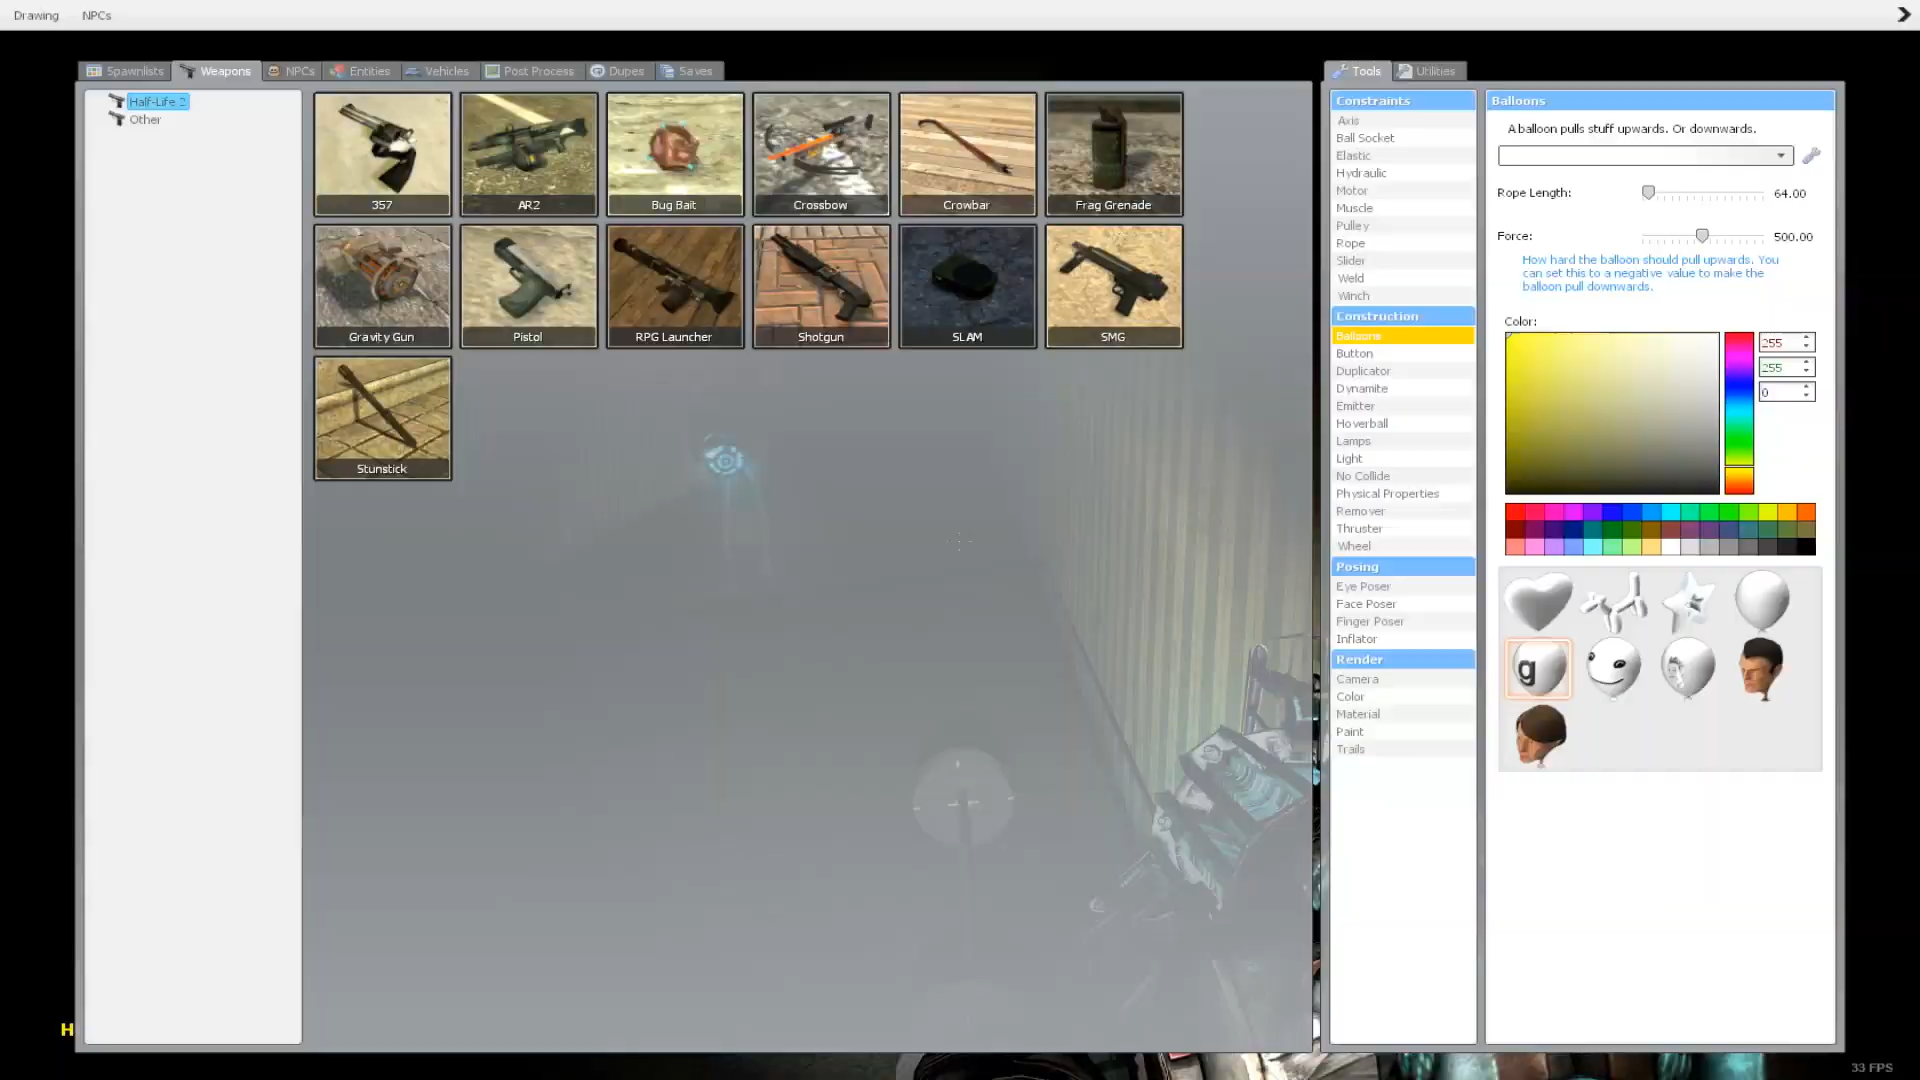 Drawing NPCs
Spawnlists Weapons NPCs Entities Vehicles Post Process Dupes Saves
Tools Utilities
Half-Life 2
Other
357 AR2 Bug Bait Crossbow Crowbar Frag Grenade
Gravity Gun Pistol RPG Launcher Shotgun SLAM SMG
Stunstick
Constraints
Axis
Ball Socket
Elastic
Hydraulic
Motor
Muscle
Pulley
Rope
Slider
Weld
Winch
Construction
Balloons
Button
Duplicator
Dynamite
Emitter
Hoverball
Lamps
Light
No Collide
Physical Properties
Remover
Thruster
Wheel
Posing
Eye Poser
Face Poser
Finger Poser
Inflator
Render
Camera
Color
Material
Paint
Trails
Balloons
A balloon pulls stuff upwards. Or downwards.
Rope Length: 64.00
Force: 500.00
How hard the balloon should pull upwards. You
can set this to a negative value to make the
balloon pull downwards.
Color:
255
255
0
g
H
33 FPS